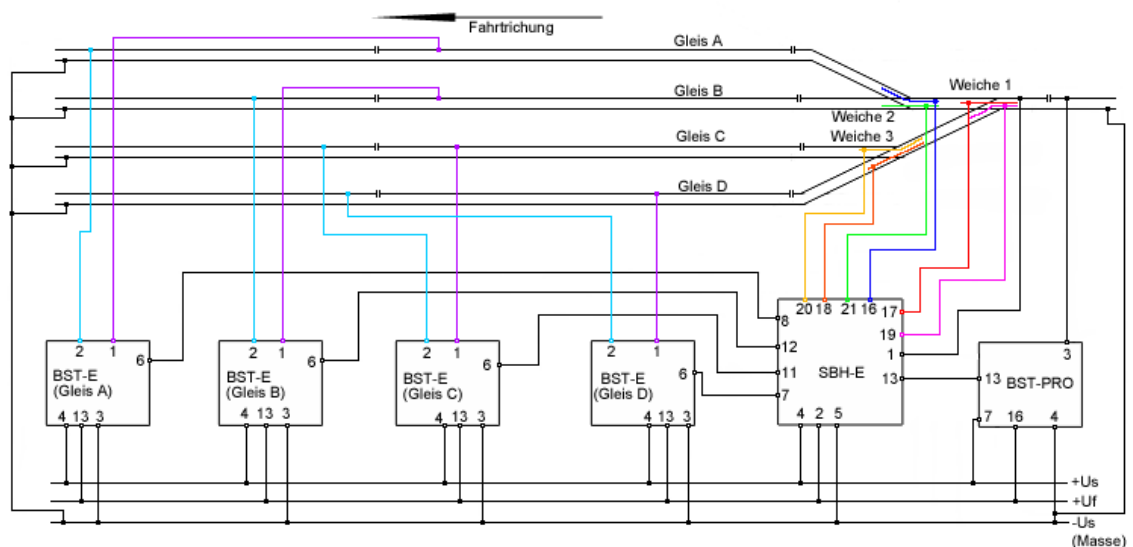 Fahrtrichung
Gleis A
Gleis B
Weiche 1
Weiche 2
Gleis C
Weiche 3
Gleis D
20 18 21 16
17
8
19
12
1
11
SBH-E
13
7
4 2 5
2 1
6
BST-E
(Gleis A)
4 13 3
2 1
6
BST-E
(Gleis B)
4 13 3
2 1
6
BST-E
(Gleis C)
4 13 3
2 1
6
BST-E
(Gleis D)
4 13 3
3
13
BST-PRO
7 16 4
+Us
+Uf
-Us
(Masse)